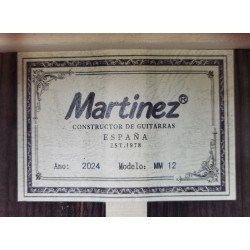 Martinez®
CONSTRUCTOR DE GUITARRAS
ESPAÑA
EST.1978
Ano: 2024 Modelo: MM 12